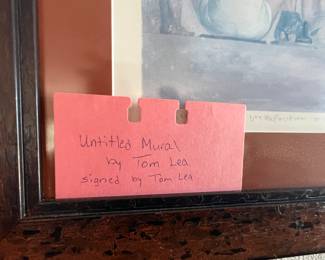 Untitled Mural
by Tom Lea
signed by Tom Lea